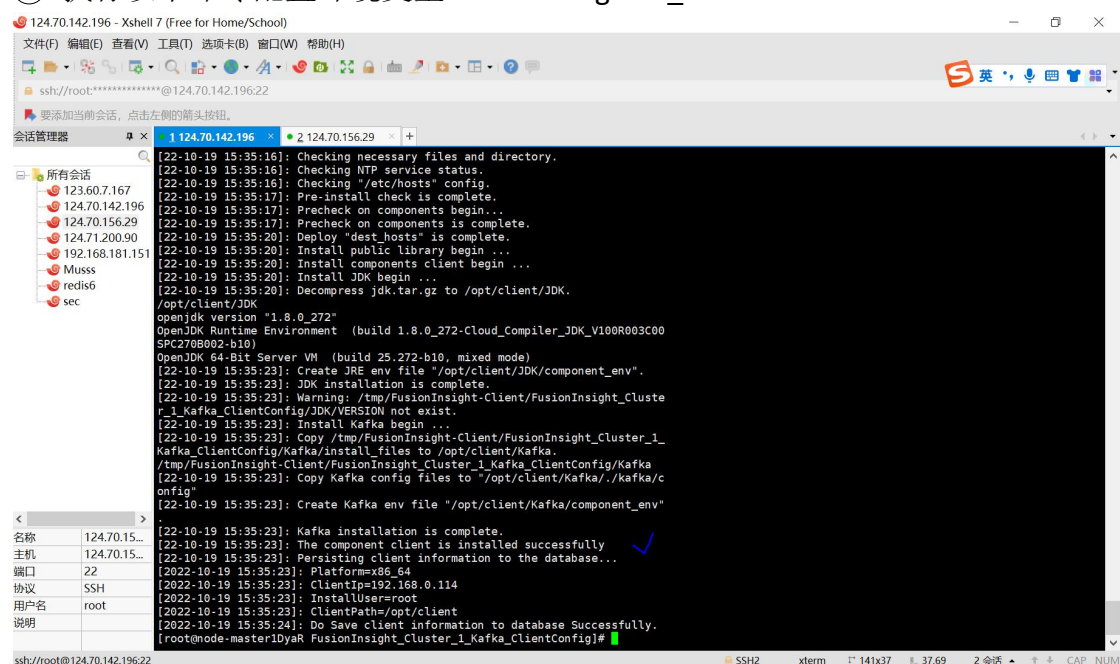 124.70.142.196 - Xshell 7 (Free for Home/School)
文件(F) 编辑(E) 查看(V) 工具(T) 选项卡(B) 窗口(W) 帮助(H)
ssh://root:**************@124.70.142.196:22
英
要添加当前会话，点击左侧的箭头按钮。
会话管理器
1 124.70.142.196 × 2 124.70.156.29 × +
所有会话
123.60.7.167
124.70.142.196
124.70.156.29
124.71.200.90
192.168.181.151
Musss
redis6
sec
[22-10-19 15:35:16]: Checking necessary files and directory.
[22-10-19 15:35:16]: Checking NTP service status.
[22-10-19 15:35:16]: Checking "/etc/hosts" config.
[22-10-19 15:35:17]: Pre-install check is complete.
[22-10-19 15:35:17]: Precheck on components begin...
[22-10-19 15:35:17]: Precheck on components is complete.
[22-10-19 15:35:20]: Deploy "dest_hosts" is complete.
[22-10-19 15:35:20]: Install public library begin ...
[22-10-19 15:35:20]: Install components client begin ...
[22-10-19 15:35:20]: Install JDK begin ...
[22-10-19 15:35:20]: Decompress jdk.tar.gz to /opt/client/JDK.
/opt/client/JDK
openjdk version "1.8.0_272"
OpenJDK Runtime Environment  (build 1.8.0_272-Cloud_Compiler_JDK_V100R003C00
SPC270B002-b10)
OpenJDK 64-Bit Server VM  (build 25.272-b10, mixed mode)
[22-10-19 15:35:23]: Create JRE env file "/opt/client/JDK/component_env".
[22-10-19 15:35:23]: JDK installation is complete.
[22-10-19 15:35:23]: Warning: /tmp/FusionInsight-Client/FusionInsight_Cluste
r_1_Kafka_ClientConfig/JDK/VERSION not exist.
[22-10-19 15:35:23]: Install Kafka begin ...
[22-10-19 15:35:23]: Copy /tmp/FusionInsight-Client/FusionInsight_Cluster_1_
Kafka_ClientConfig/Kafka/install_files to /opt/client/Kafka.
/tmp/FusionInsight-Client/FusionInsight_Cluster_1_Kafka_ClientConfig/Kafka
[22-10-19 15:35:23]: Copy Kafka config files to "/opt/client/Kafka/./kafka/c
onfig"
[22-10-19 15:35:23]: Create Kafka env file "/opt/client/Kafka/component_env"
.
[22-10-19 15:35:23]: Kafka installation is complete.
[22-10-19 15:35:23]: The component client is installed successfully
[22-10-19 15:35:23]: Persisting client information to the database...
[2022-10-19 15:35:23]: Platform=x86_64
[2022-10-19 15:35:23]: ClientIp=192.168.0.114
[2022-10-19 15:35:23]: InstallUser=root
[2022-10-19 15:35:23]: ClientPath=/opt/client
[2022-10-19 15:35:24]: Do Save client information to database Successfully.
[root@node-master1DyaR FusionInsight_Cluster_1_Kafka_ClientConfig]#
名称 124.70.15...
主机 124.70.15...
端口 22
协议 SSH
用户名 root
说明
ssh://root@124.70.142.196:22 SSH2 xterm 141x37 37,69 2 会话 CAP NUM